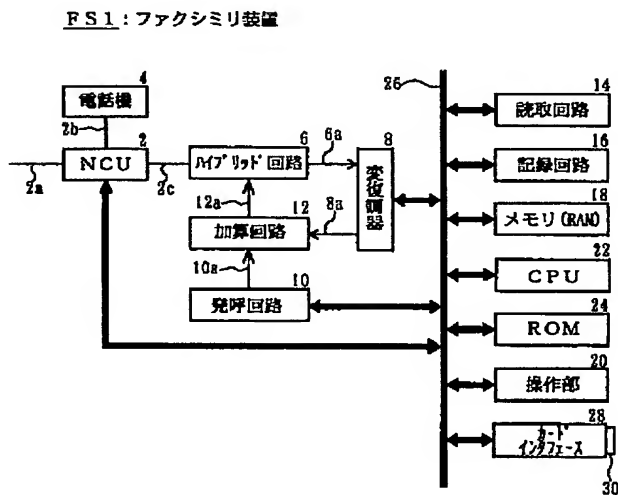 FS1：ファクシミリ装置
4
電話機
2b
2
NCU
2a
2c
6
ﾊｲﾌﾞﾘｯﾄﾞ回路
6a
8
変復調器
12a
12
加算回路
8a
10a
10
発呼回路
26
14
読取回路
16
記録回路
18
メモリ(RAM)
22
CPU
24
ROM
20
操作部
28
ｶｰﾄﾞ
インタフェース
30